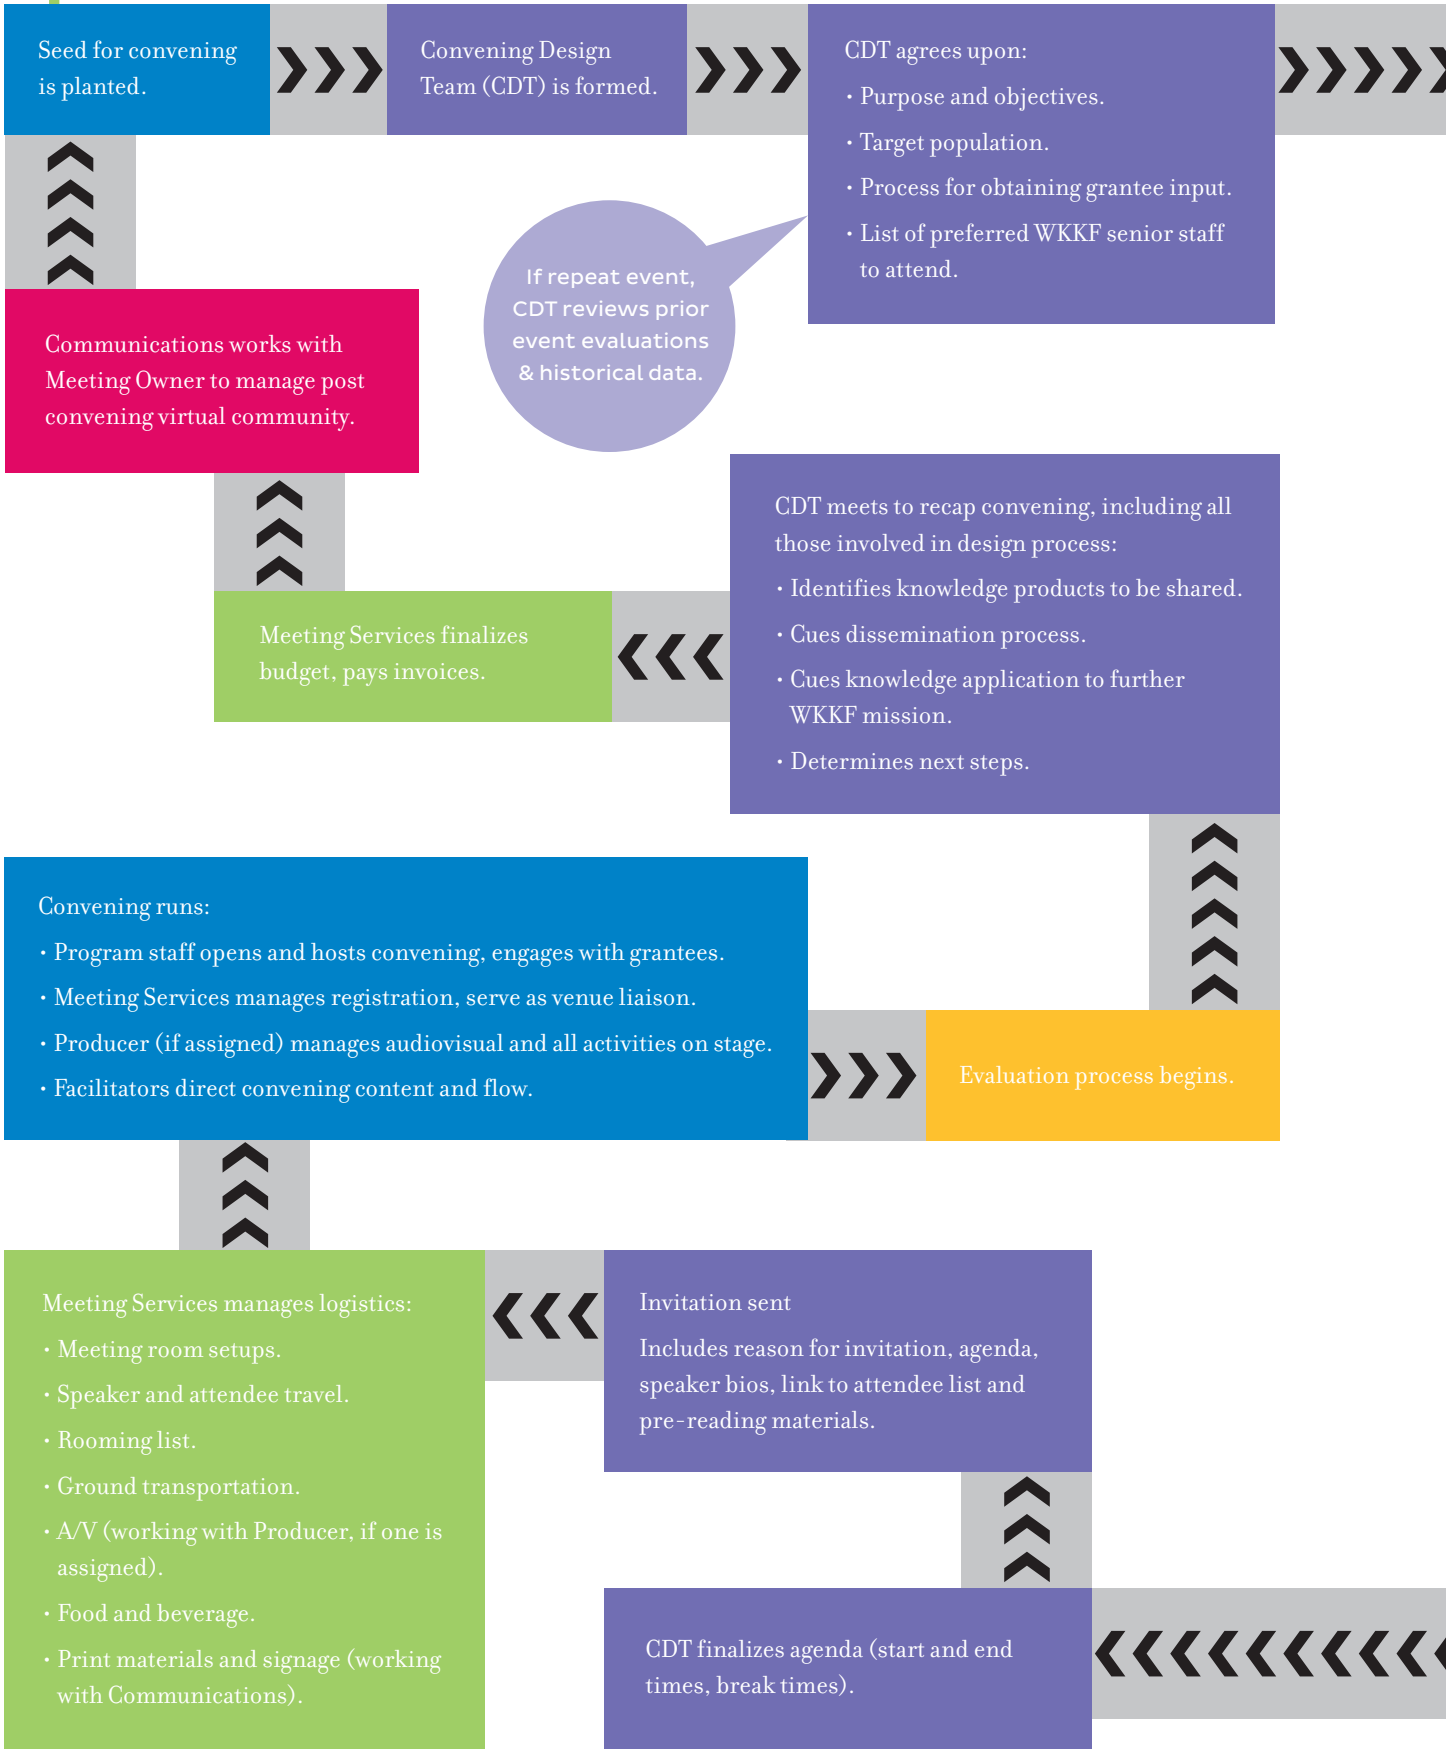 Seed for convening
is planted.
Convening Design
Team (CDT) is formed.
CDT agrees upon:
• Purpose and objectives.
• Target population.
• Process for obtaining grantee input.
• List of preferred WKKF senior staff
to attend.
If repeat event,
CDT reviews prior
event evaluations
& historical data.
Communications works with
Meeting Owner to manage post
convening virtual community.
CDT meets to recap convening, including all
those involved in design process:
• Identifies knowledge products to be shared.
• Cues dissemination process.
• Cues knowledge application to further
WKKF mission.
• Determines next steps.
Meeting Services finalizes
budget, pays invoices.
Convening runs:
• Program staff opens and hosts convening, engages with grantees.
• Meeting Services manages registration, serve as venue liaison.
• Producer (if assigned) manages audiovisual and all activities on stage.
• Facilitators direct convening content and flow.
Evaluation process begins.
Meeting Services manages logistics:
• Meeting room setups.
• Speaker and attendee travel.
• Rooming list.
• Ground transportation.
• A/V (working with Producer, if one is
assigned).
• Food and beverage.
• Print materials and signage (working
with Communications).
Invitation sent
Includes reason for invitation, agenda,
speaker bios, link to attendee list and
pre-reading materials.
CDT finalizes agenda (start and end
times, break times).